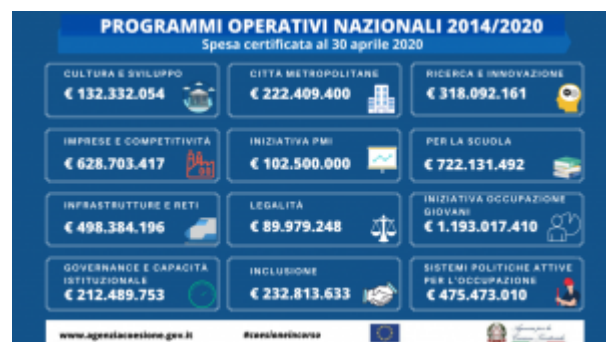 PROGRAMMI OPERATIVI NAZIONALI 2014/2020
Spesa certificata al 30 aprile 2020
CULTURA E SVILUPPO
€ 132.332.054
CITTÀ METROPOLITANE
€ 222.409.400
RICERCA E INNOVAZIONE
€ 318.092.161
IMPRESE E COMPETITIVITÀ
€ 628.703.417
INIZIATIVA PMI
€ 102.500.000
PER LA SCUOLA
€ 722.131.492
INFRASTRUTTURE E RETI
€ 498.384.196
LEGALITÀ
€ 89.979.248
INIZIATIVA OCCUPAZIONE
GIOVANI
€ 1.193.017.410
GOVERNANCE E CAPACITÀ
ISTITUZIONALE
€ 212.489.753
INCLUSIONE
€ 232.813.633
SISTEMI POLITICHE ATTIVE
PER L'OCCUPAZIONE
€ 475.473.010
www.agenziacoesione.gov.it
#coesioneincorso